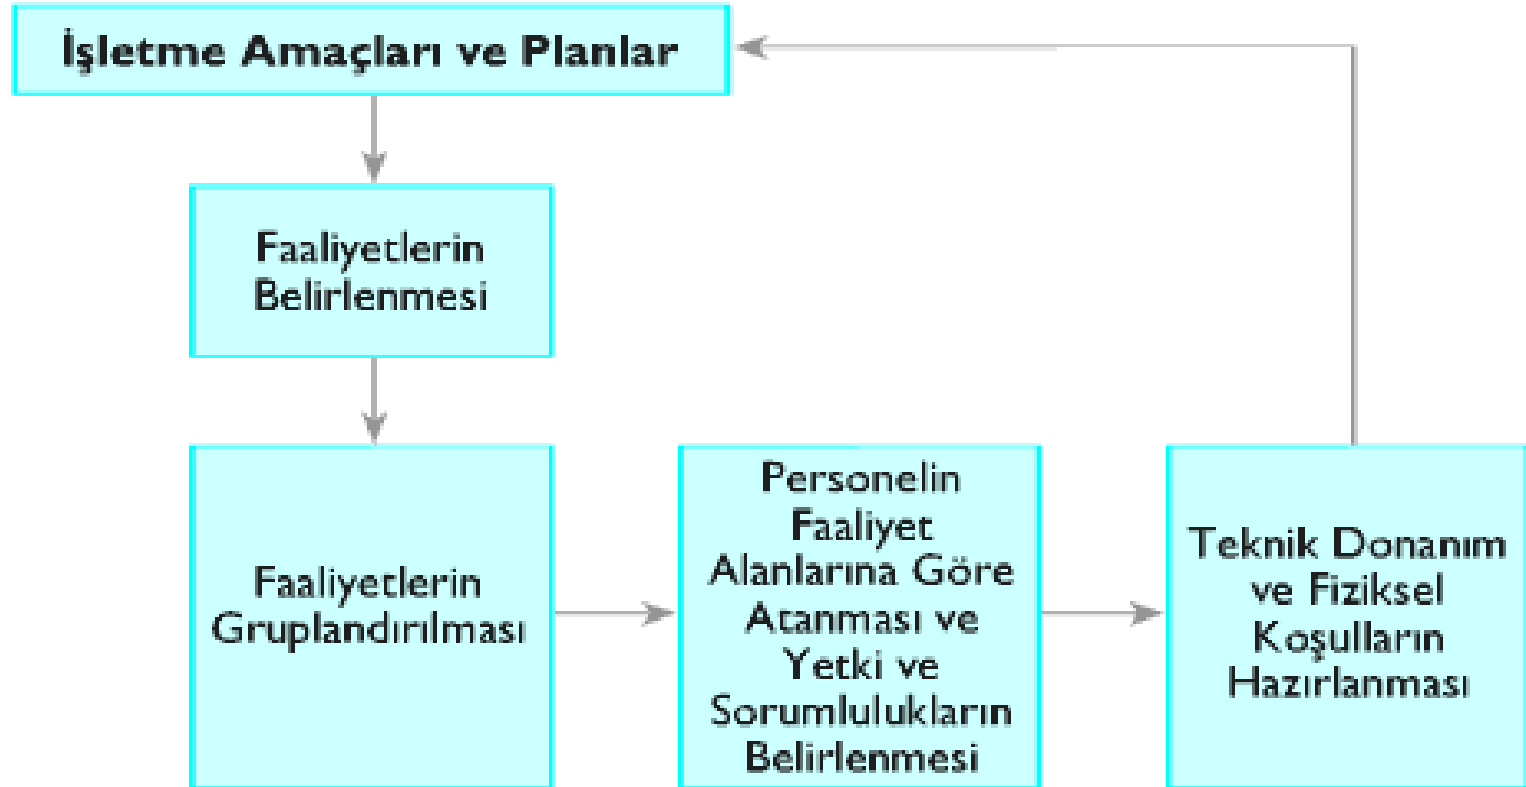 İşletme Amaçları ve Planlar
Faaliyetlerin
Belirlenmesi
Faaliyetlerin
Gruplandırılması
Personelin
Faaliyet
Alanlarına Göre
Atanması ve
Yetki ve
Sorumlulukların
Belirlenmesi
Teknik Donanım
ve Fiziksel
Koşulların
Hazırlanması